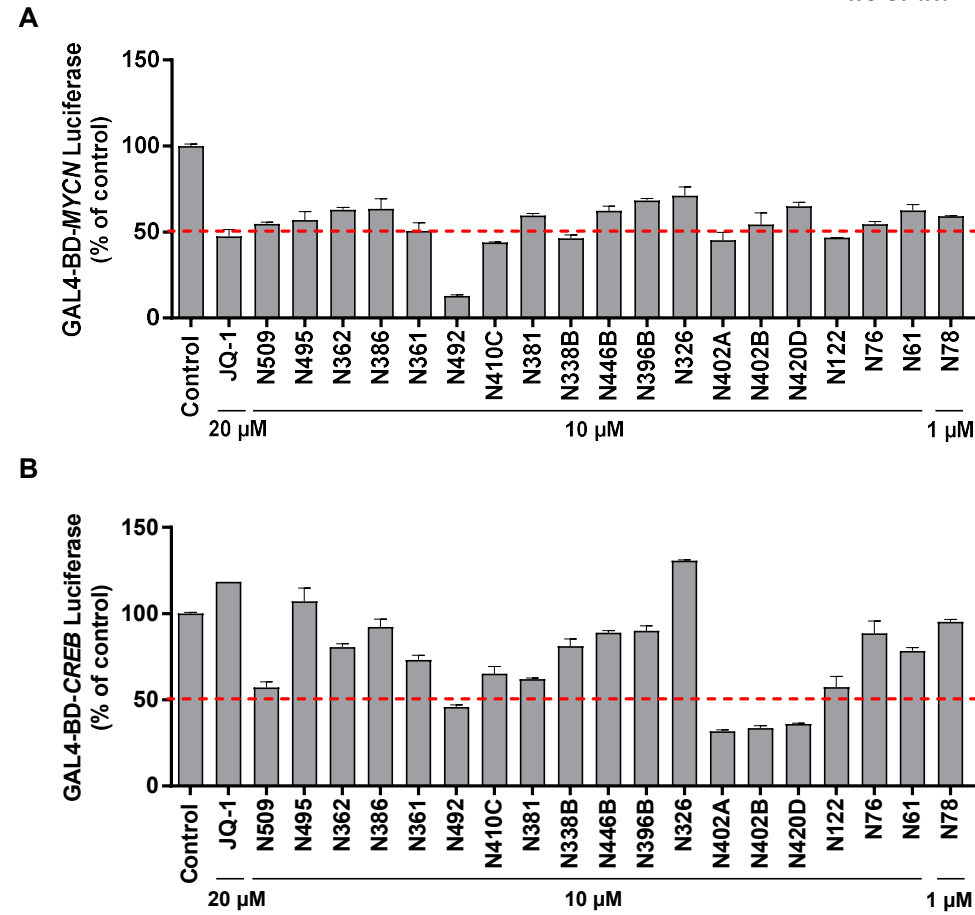 A
GAL4-BD-MYCN Luciferase
(% of control)
150
100
50
0
Control
JQ-1
N509
N495
N362
N386
N361
N492
N410C
N381
N338B
N446B
N396B
N326
N402A
N402B
N420D
N122
N76
N61
N78
20 µM
10 µM
1 µM
B
GAL4-BD-CREB Luciferase
(% of control)
150
100
50
0
Control
JQ-1
N509
N495
N362
N386
N361
N492
N410C
N381
N38B
N446B
N396B
N326
N402A
N402B
N420D
N122
N76
N61
N78
20 µM
10 µM
1 µM